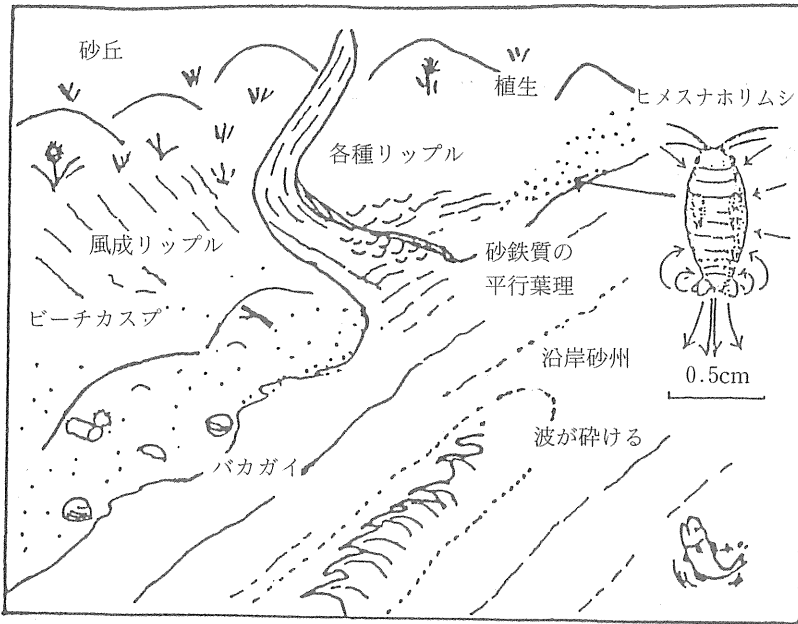 砂丘
植生
ヒメスナホリムシ
各種リップル
風成リップル
砂鉄質の
平行葉理
ビーチカスプ
沿岸砂州
0.5cm
波が砕ける
バカガイ